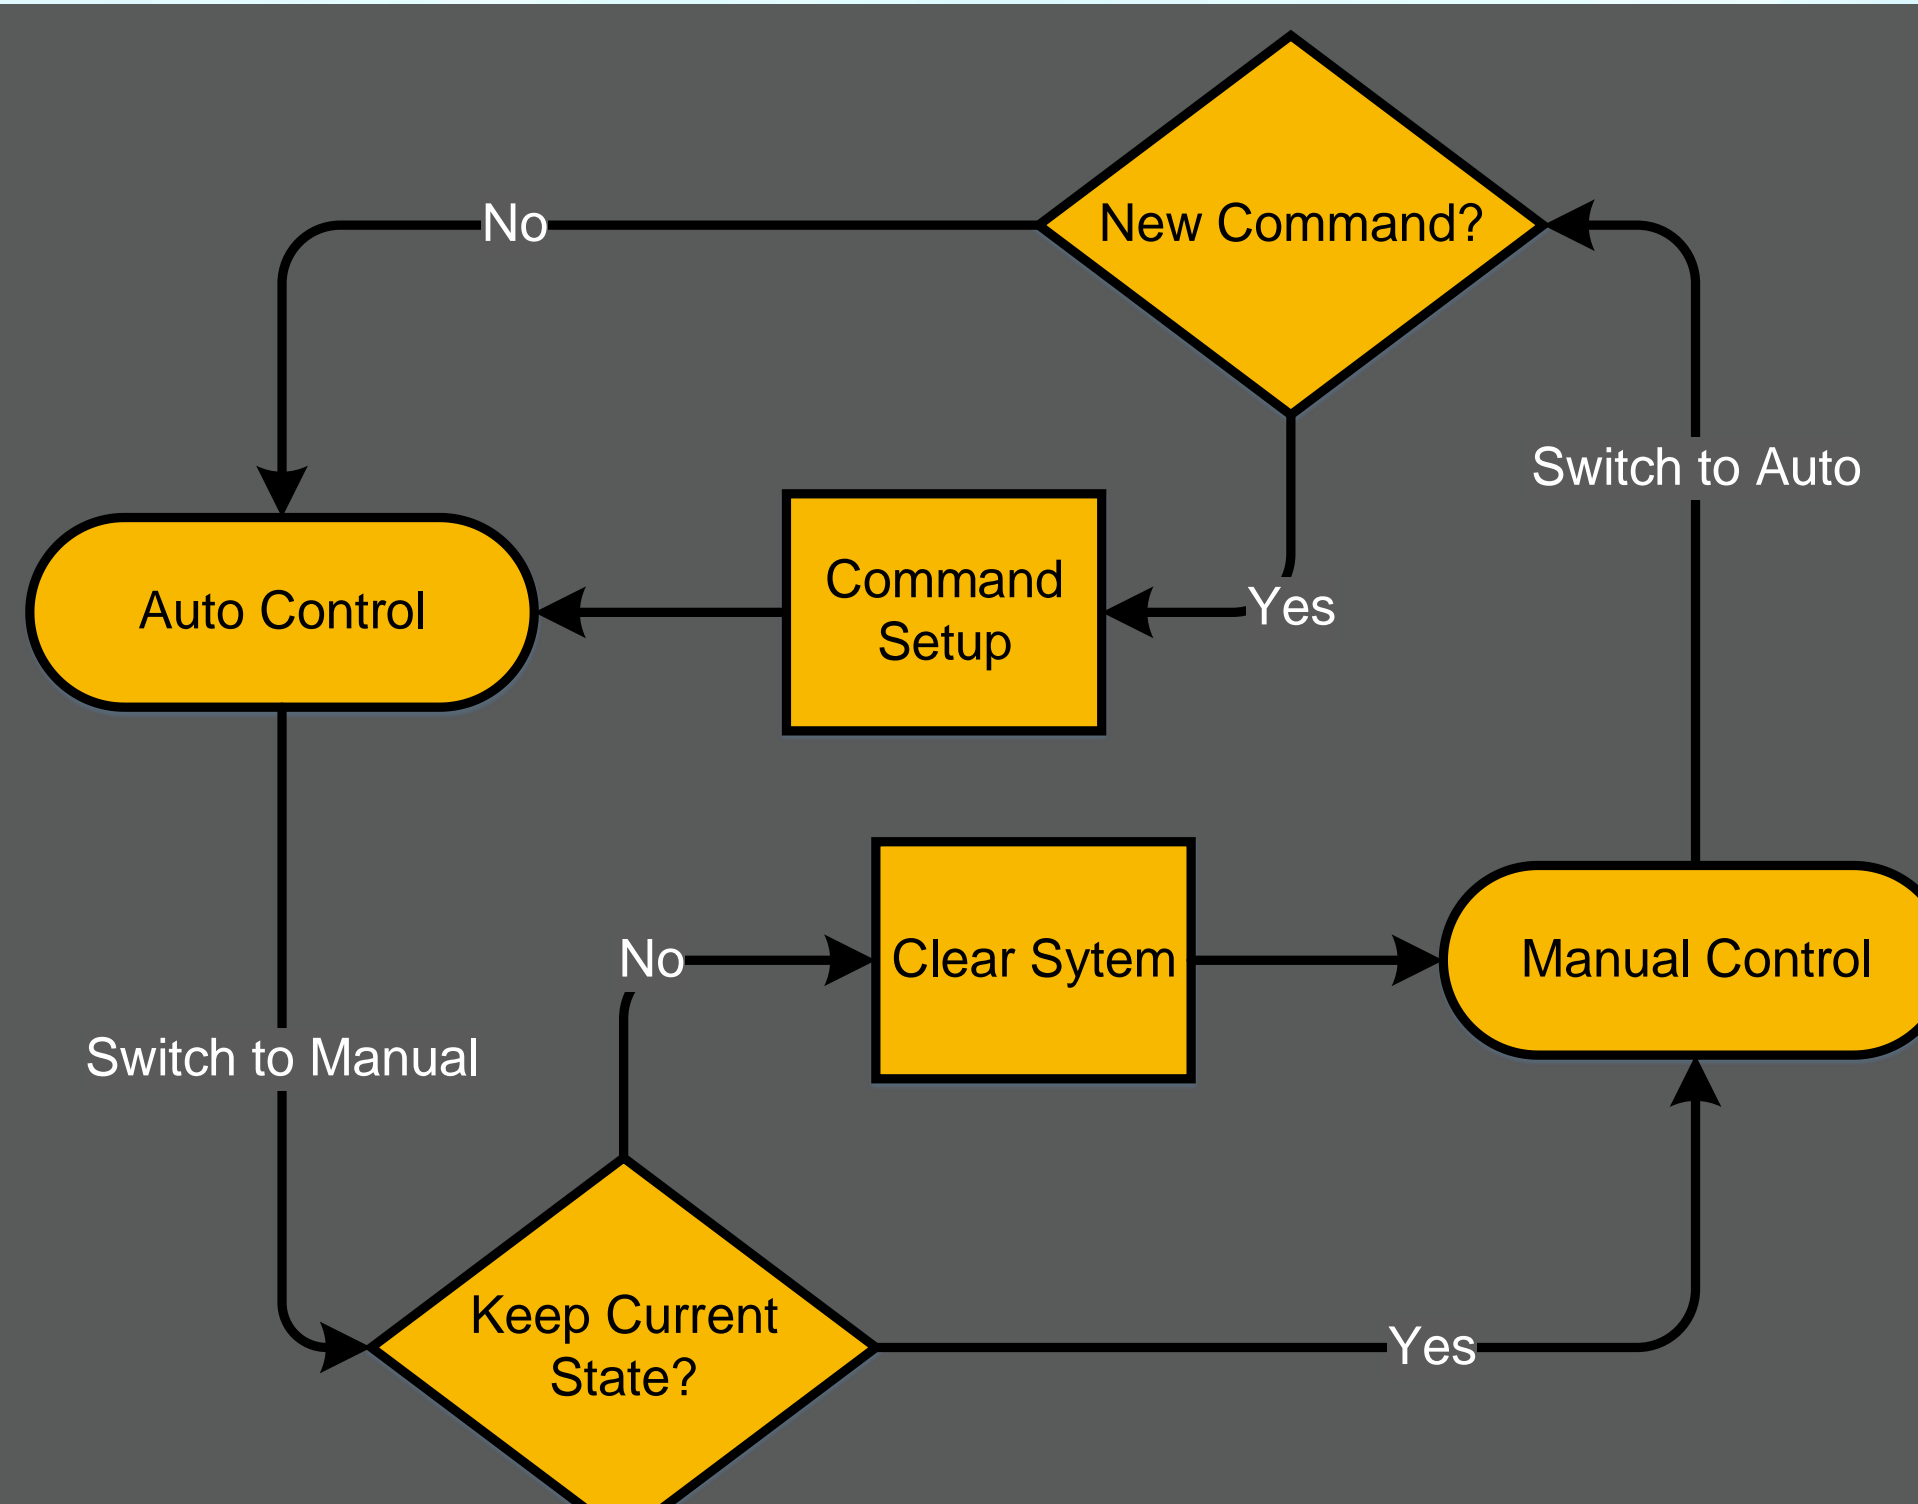 New Command?
No
Switch to Auto
Command
Setup
Auto Control
Yes
Clear Sytem
No
Manual Control
Switch to Manual
Keep Current
State?
Yes